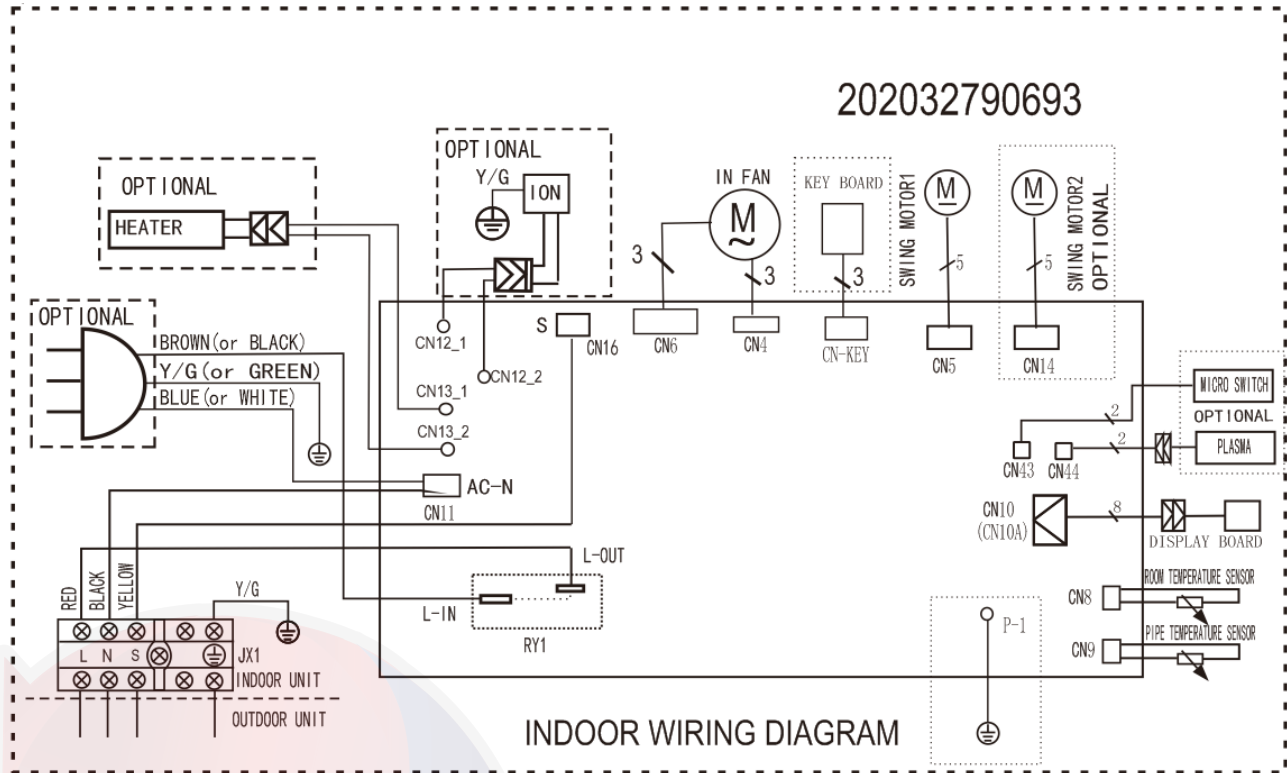 202032790693
OPTIONAL
HEATER
OPTIONAL
Y/G
ION
IN FAN
M
~
3
3
KEY BOARD
3
SWING MOTOR1
M
5
M
5
SWING MOTOR2
OPTIONAL
OPTIONAL
BROWN(or BLACK)
Y/G(or GREEN)
BLUE(or WHITE)
CN12_1
CN12_2
S
CN16
CN6
CN4
CN-KEY
CN5
CN14
CN13_1
CN13_2
AC-N
CN11
MICRO SWITCH
OPTIONAL
PLASMA
2
2
CN43
CN44
CN10
(CN10A)
8
DISPLAY BOARD
L-OUT
L-IN
RY1
RED
BLACK
YELLOW
Y/G
L N S
JX1
INDOOR UNIT
OUTDOOR UNIT
ROOM TEMPERATURE SENSOR
CN8
PIPE TEMPERATURE SENSOR
CN9
P-1
INDOOR WIRING DIAGRAM